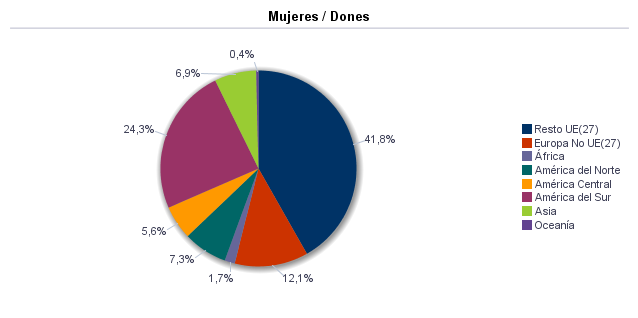 Mujeres / Dones
0,4%
6,9%
24,3%
41,8%
5,6%
7,3%
1,7%
12,1%
Resto UE(27)
Europa No UE(27)
África
América del Norte
América Central
América del Sur
Asia
Oceanía